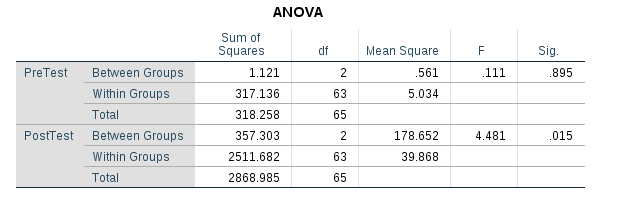 ANOVA
Sum of Squares df Mean Square F Sig.
PreTest Between Groups 1.121 2 .561 .111 .895
Within Groups 317.136 63 5.034
Total 318.258 65
PostTest Between Groups 357.303 2 178.652 4.481 .015
Within Groups 2511.682 63 39.868
Total 2868.985 65